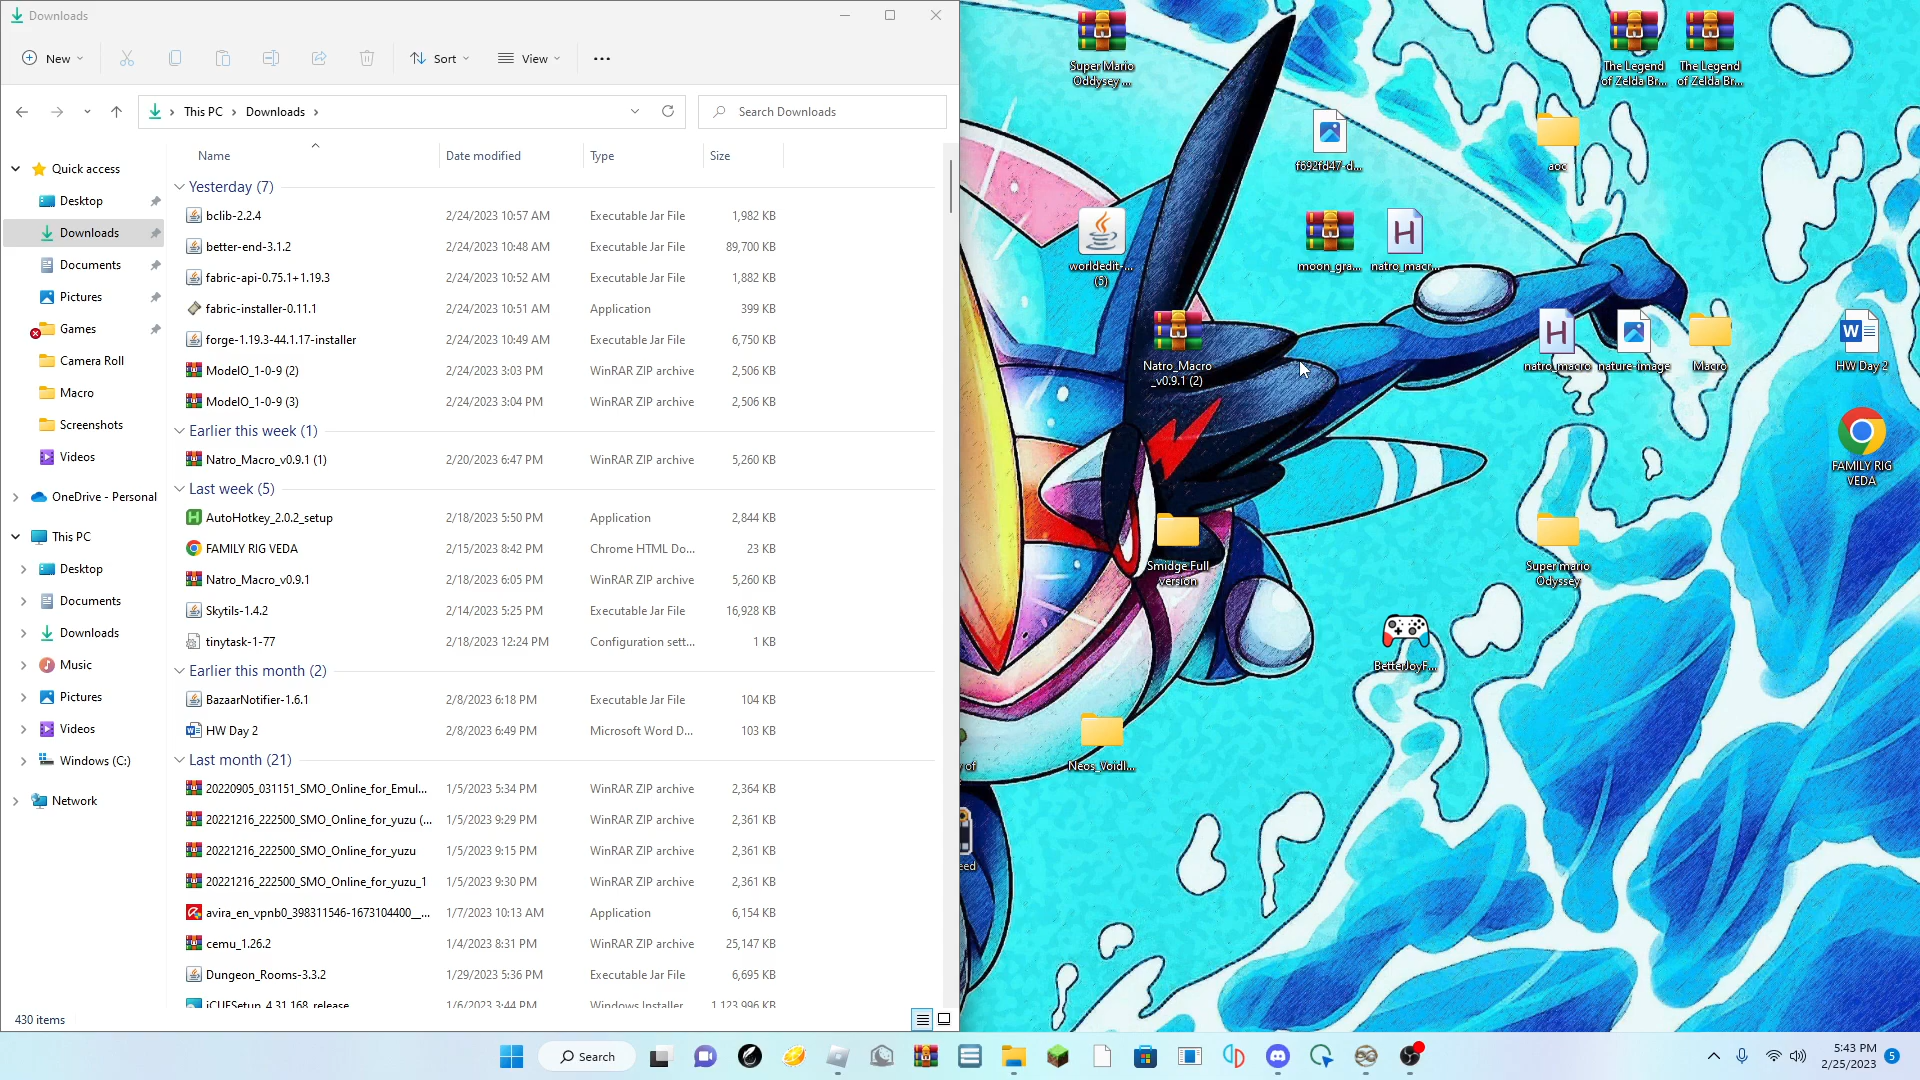 Downloads
New
Sort
View
This PC
Downloads
Search Downloads
Name
Date modified
Type
Size
Quick access
Desktop
Downloads
Documents
Pictures
Games
Camera Roll
Macro
Screenshots
Videos
OneDrive - Personal
This PC
Desktop
Documents
Downloads
Music
Pictures
Videos
Windows (C:)
Network
Yesterday (7)
bclib-2.2.4 2/24/2023 10:57 AM Executable Jar File 1,982 KB
better-end-3.1.2 2/24/2023 10:48 AM Executable Jar File 89,700 KB
fabric-api-0.75.1+1.19.3 2/24/2023 10:52 AM Executable Jar File 1,882 KB
fabric-installer-0.11.1 2/24/2023 10:51 AM Application 399 KB
forge-1.19.3-44.1.17-installer 2/24/2023 10:49 AM Executable Jar File 6,750 KB
ModelO_1-0-9 (2) 2/24/2023 3:03 PM WinRAR ZIP archive 2,506 KB
ModelO_1-0-9 (3) 2/24/2023 3:04 PM WinRAR ZIP archive 2,506 KB
Earlier this week (1)
Natro_Macro_v0.9.1 (1) 2/20/2023 6:47 PM WinRAR ZIP archive 5,260 KB
Last week (5)
AutoHotkey_2.0.2_setup 2/18/2023 5:50 PM Application 2,844 KB
FAMILY RIG VEDA 2/15/2023 8:42 PM Chrome HTML Do... 23 KB
Natro_Macro_v0.9.1 2/18/2023 6:05 PM WinRAR ZIP archive 5,260 KB
Skytils-1.4.2 2/14/2023 5:25 PM Executable Jar File 16,928 KB
tinytask-1-77 2/18/2023 12:24 PM Configuration sett... 1 KB
Earlier this month (2)
BazaarNotifier-1.6.1 2/8/2023 6:18 PM Executable Jar File 104 KB
HW Day 2 2/8/2023 6:49 PM Microsoft Word D... 103 KB
Last month (21)
20220905_031151_SMO_Online_for_Emul... 1/5/2023 5:34 PM WinRAR ZIP archive 2,364 KB
20221216_222500_SMO_Online_for_yuzu (... 1/5/2023 9:29 PM WinRAR ZIP archive 2,361 KB
20221216_222500_SMO_Online_for_yuzu 1/5/2023 9:15 PM WinRAR ZIP archive 2,361 KB
20221216_222500_SMO_Online_for_yuzu_1 1/5/2023 9:30 PM WinRAR ZIP archive 2,361 KB
avira_en_vpnb0_398311546-1673104400__... 1/7/2023 10:13 AM Application 6,154 KB
cemu_1.26.2 1/4/2023 8:31 PM WinRAR ZIP archive 25,147 KB
Dungeon_Rooms-3.3.2 1/29/2023 5:36 PM Executable Jar File 6,695 KB
iCUESetup_4.31.168_release 1/6/2023 3:44 PM Windows Installer 1,123,996 KB
430 items
Super Mario
Oddysey ...
The Legend
of Zelda Br...
The Legend
of Zelda Br...
f692fd47-d...
aoc
worldedit-...
(5)
moon_gra...
natro_macr...
Natro_Macro
_v0.9.1 (2)
natro_macro
nature-image
Macro
HW Day 2
FAMILY RIG
VEDA
Smidge Full
version
Super mario
Odyssey
BetterJoyF...
Neos_Voidl...
y of
eed
Search
5:43 PM
2/25/2023
5